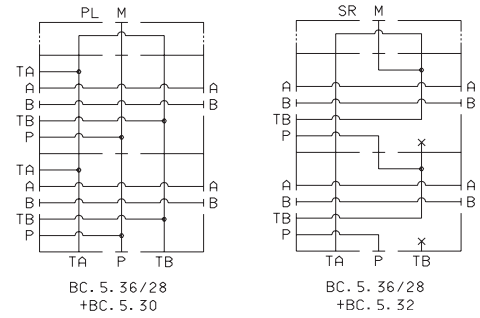 PL M
TA
A A
B B
TB
P
TA
A A
B B
TB
P
TA P TB
BC.5.36/28
+BC.5.30
SR M
A A
B B
TB
P
A A
B B
TB
P
TA P TB
BC.5.36/28
+BC.5.32